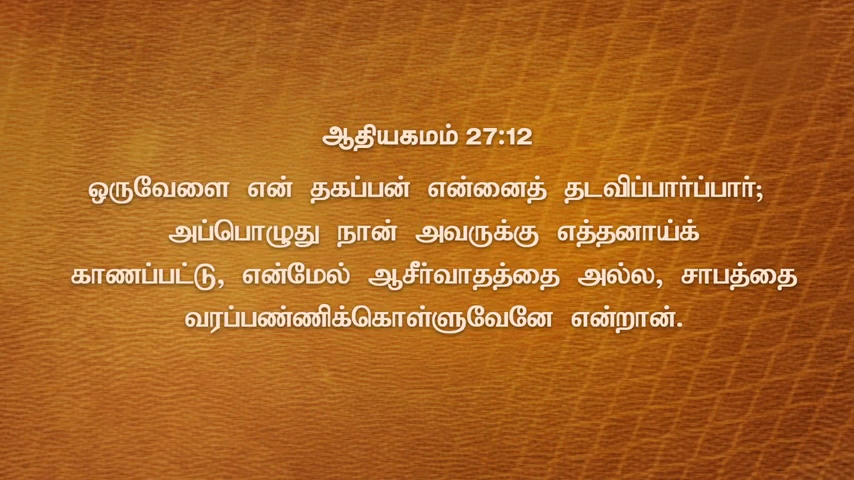 ஆதியகமம் 27:12
ஒருவேளை என் தகப்பன் என்னைத் தடவிப்பார்ப்பார்;
அப்பொழுது நான் அவருக்கு எத்தனாய்க்
காணப்பட்டு, என்மேல் ஆசீர்வாதத்தை அல்ல, சாபத்தை
வரப்பண்ணிக்கொள்ளுவேனே என்றான்.